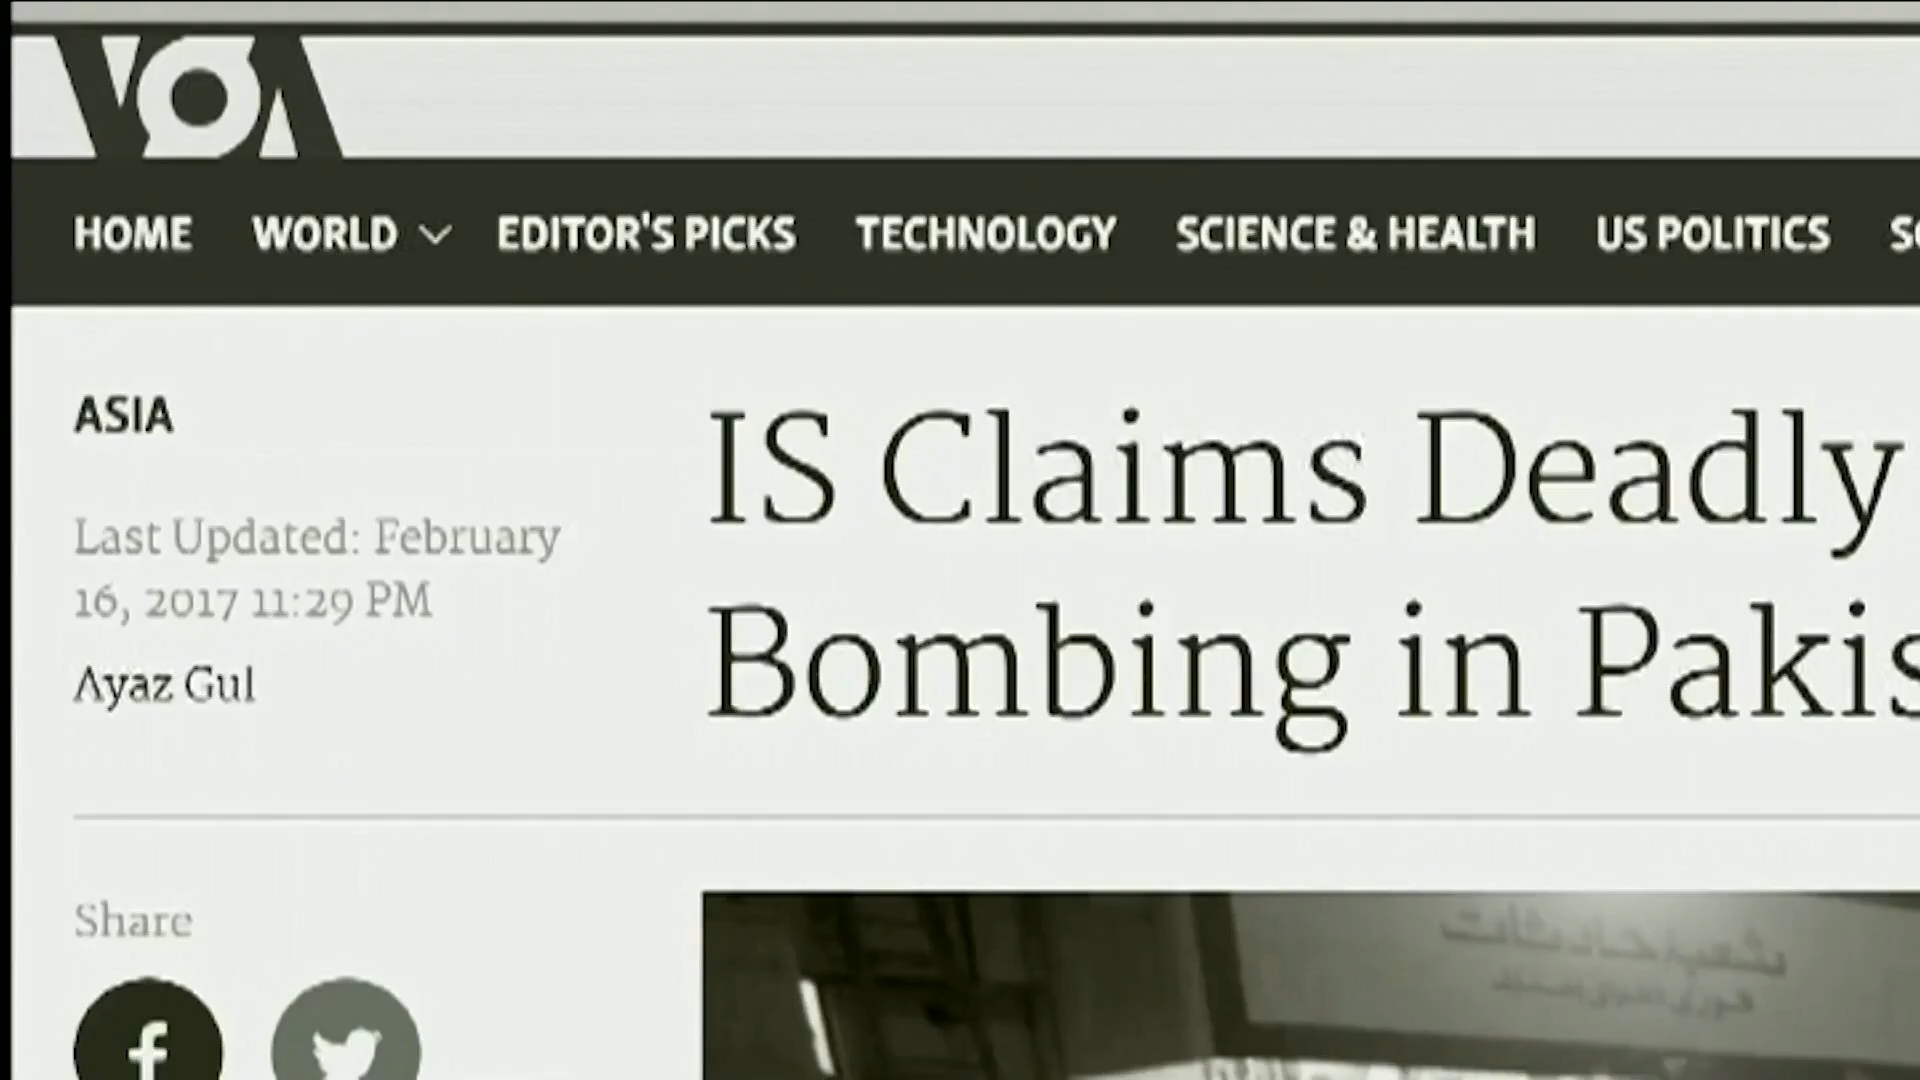 VOA
HOME WORLD EDITOR'S PICKS TECHNOLOGY SCIENCE & HEALTH US POLITICS
ASIA
IS Claims Deadly
Bombing in Pakis
Last Updated: February
16, 2017 11:29 PM
Ayaz Gul
Share